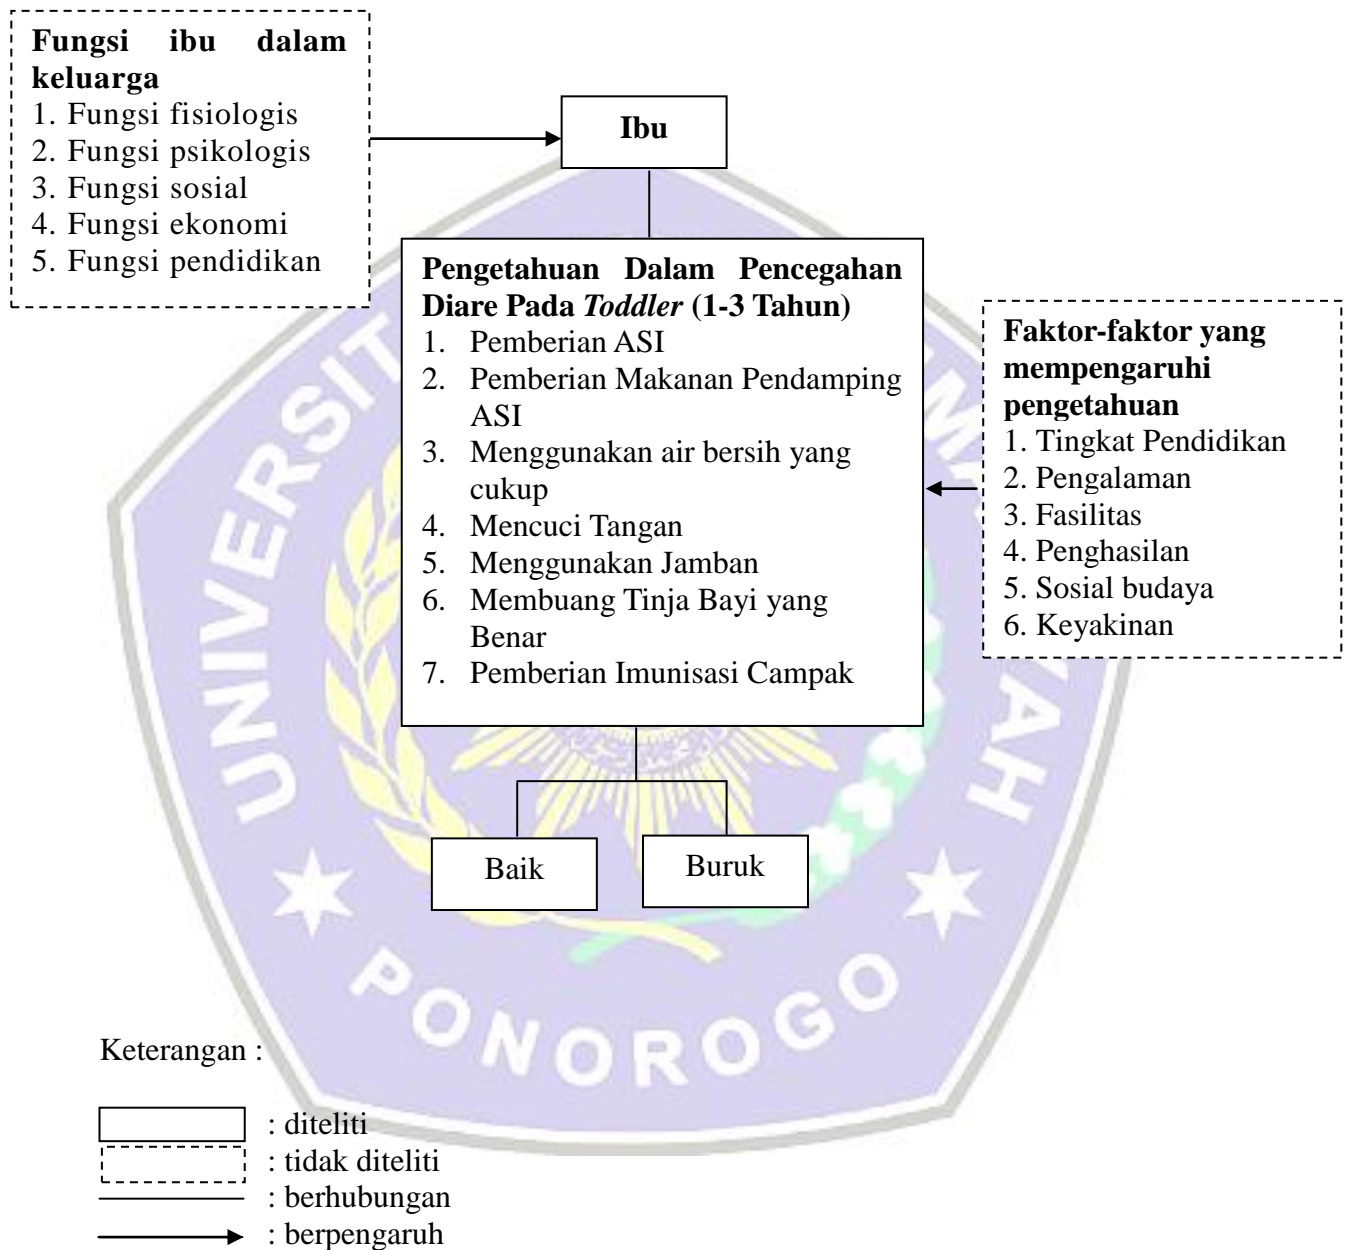 Fungsi ibu dalam
keluarga
1. Fungsi fisiologis
2. Fungsi psikologis
3. Fungsi sosial
4. Fungsi ekonomi
5. Fungsi pendidikan
Ibu
Pengetahuan Dalam Pencegahan
Diare Pada Toddler (1-3 Tahun)
1. Pemberian ASI
2. Pemberian Makanan Pendamping
ASI
3. Menggunakan air bersih yang
cukup
4. Mencuci Tangan
5. Menggunakan Jamban
6. Membuang Tinja Bayi yang
Benar
7. Pemberian Imunisasi Campak
Faktor-faktor yang
mempengaruhi
pengetahuan
1. Tingkat Pendidikan
2. Pengalaman
3. Fasilitas
4. Penghasilan
5. Sosial budaya
6. Keyakinan
Baik
Buruk
PONOROGO
Keterangan :
: diteliti
: tidak diteliti
: berhubungan
: berpengaruh